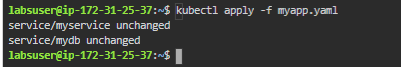 labsuser@ip-172-31-25-37:~$ kubectl apply -f myapp.yaml
service/myservice unchanged
service/mydb unchanged
labsuser@ip-172-31-25-37:~$